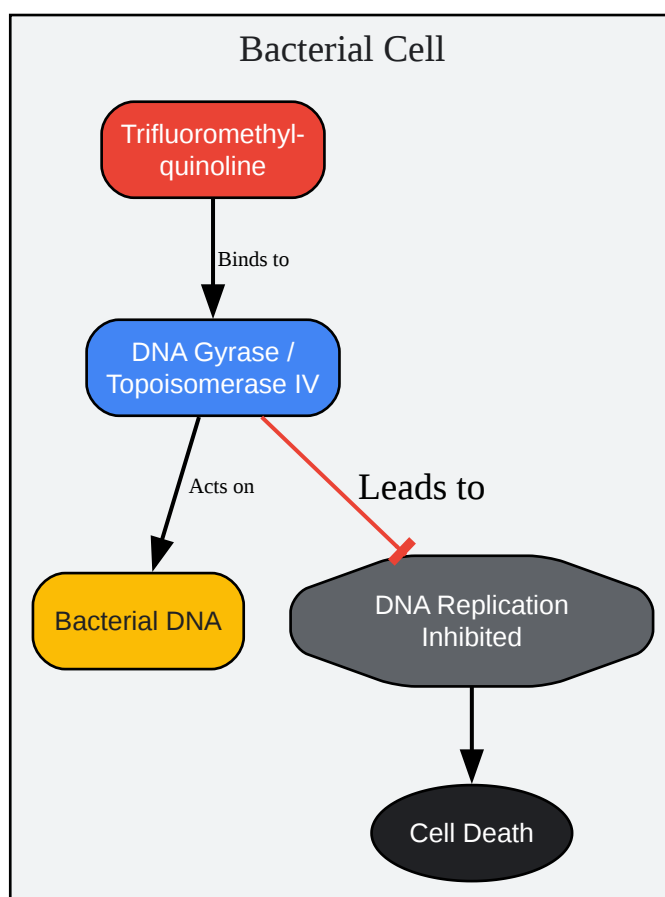 Bacterial Cell
Trifluoromethyl-
quinoline
Binds to
DNA Gyrase /
Topoisomerase IV
Acts on
Leads to
Bacterial DNA
DNA Replication
Inhibited
Cell Death